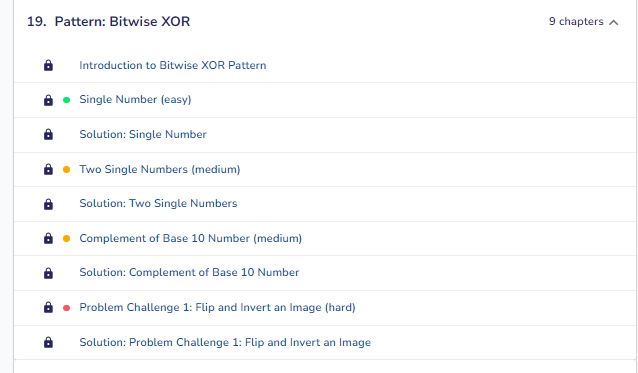 19. Pattern: Bitwise XOR 9 chapters
Introduction to Bitwise XOR Pattern
Single Number (easy)
Solution: Single Number
Two Single Numbers (medium)
Solution: Two Single Numbers
Complement of Base 10 Number (medium)
Solution: Complement of Base 10 Number
Problem Challenge 1: Flip and Invert an Image (hard)
Solution: Problem Challenge 1: Flip and Invert an Image